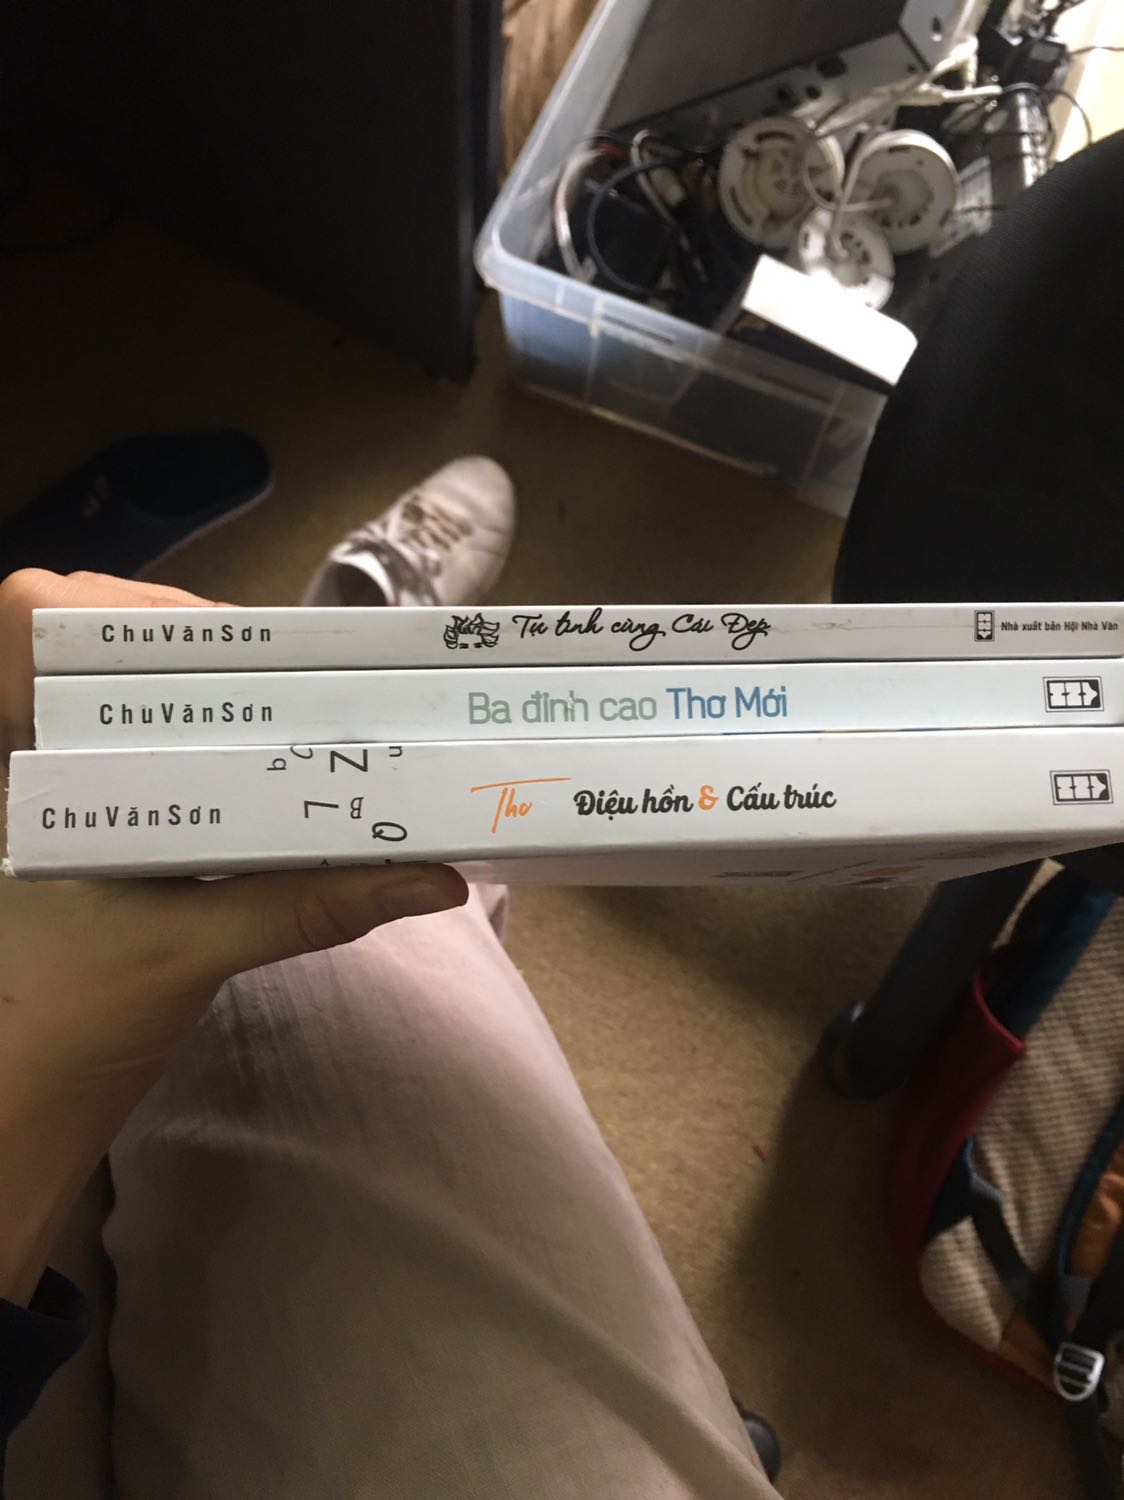 ChuVănSơn Tự tình cùng Cái Đẹp Nhà xuất bản Hội Nhà Văn
ChuVănSơn Ba đỉnh cao Thơ Mới
ChuVănSơn Thơ Điệu hồn & Cấu trúc
n
Z
q
B
L
Q